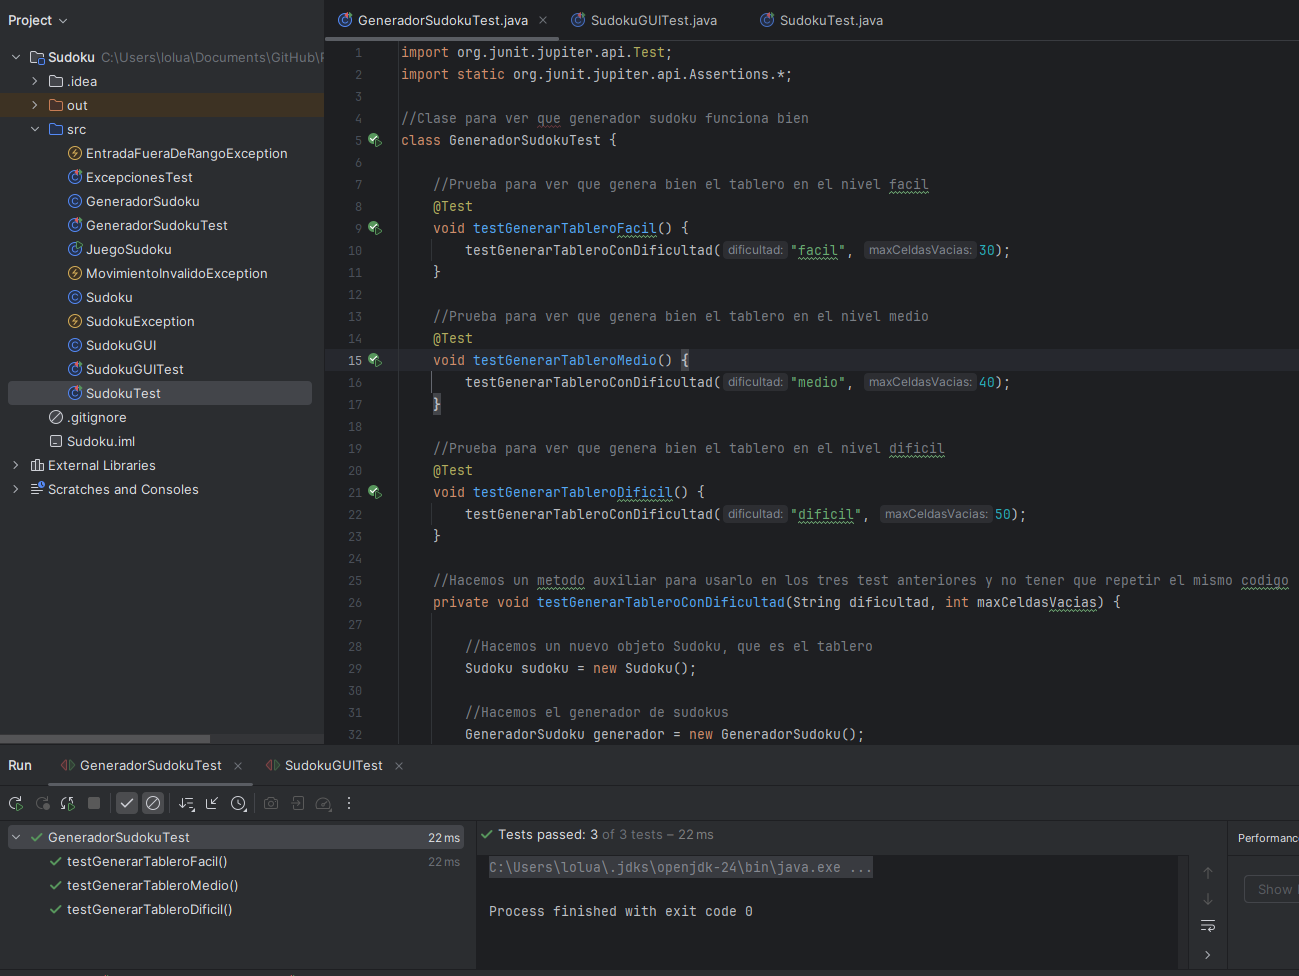 Project
GeneradorSudokuTest.java
SudokuGUITest.java
SudokuTest.java
Sudoku C:\Users\lolua\Documents\GitHub\
.idea
out
src
EntradaFueraDeRangoException
ExcepcionesTest
GeneradorSudoku
GeneradorSudokuTest
JuegoSudoku
MovimientoInvalidoException
Sudoku
SudokuException
SudokuGUI
SudokuGUITest
SudokuTest
.gitignore
Sudoku.iml
External Libraries
Scratches and Consoles
1 import org.junit.jupiter.api.Test;
2 import static org.junit.jupiter.api.Assertions.*;
3
4 //Clase para ver que generador sudoku funciona bien
5 class GeneradorSudokuTest {
6
7 //Prueba para ver que genera bien el tablero en el nivel facil
8 @Test
9 void testGenerarTableroFacil() {
10 testGenerarTableroConDificultad( dificultad: "facil", maxCeldasVacias: 30);
11 }
12
13 //Prueba para ver que genera bien el tablero en el nivel medio
14 @Test
15 void testGenerarTableroMedio() {
16 testGenerarTableroConDificultad( dificultad: "medio", maxCeldasVacias: 40);
17 }
18
19 //Prueba para ver que genera bien el tablero en el nivel dificil
20 @Test
21 void testGenerarTableroDificil() {
22 testGenerarTableroConDificultad( dificultad: "dificil", maxCeldasVacias: 50);
23 }
24
25 //Hacemos un metodo auxiliar para usarlo en los tres test anteriores y no tener que repetir el mismo codigo
26 private void testGenerarTableroConDificultad(String dificultad, int maxCeldasVacias) {
27
28 //Hacemos un nuevo objeto Sudoku, que es el tablero
29 Sudoku sudoku = new Sudoku();
30
31 //Hacemos el generador de sudokus
32 GeneradorSudoku generador = new GeneradorSudoku();
Run
GeneradorSudokuTest
SudokuGUITest
GeneradorSudokuTest 22 ms
testGenerarTableroFacil() 22 ms
testGenerarTableroMedio()
testGenerarTableroDificil()
Tests passed: 3 of 3 tests – 22 ms
C:\Users\lolua\.jdks\openjdk-24\bin\java.exe ...
Process finished with exit code 0
Performanc
Show